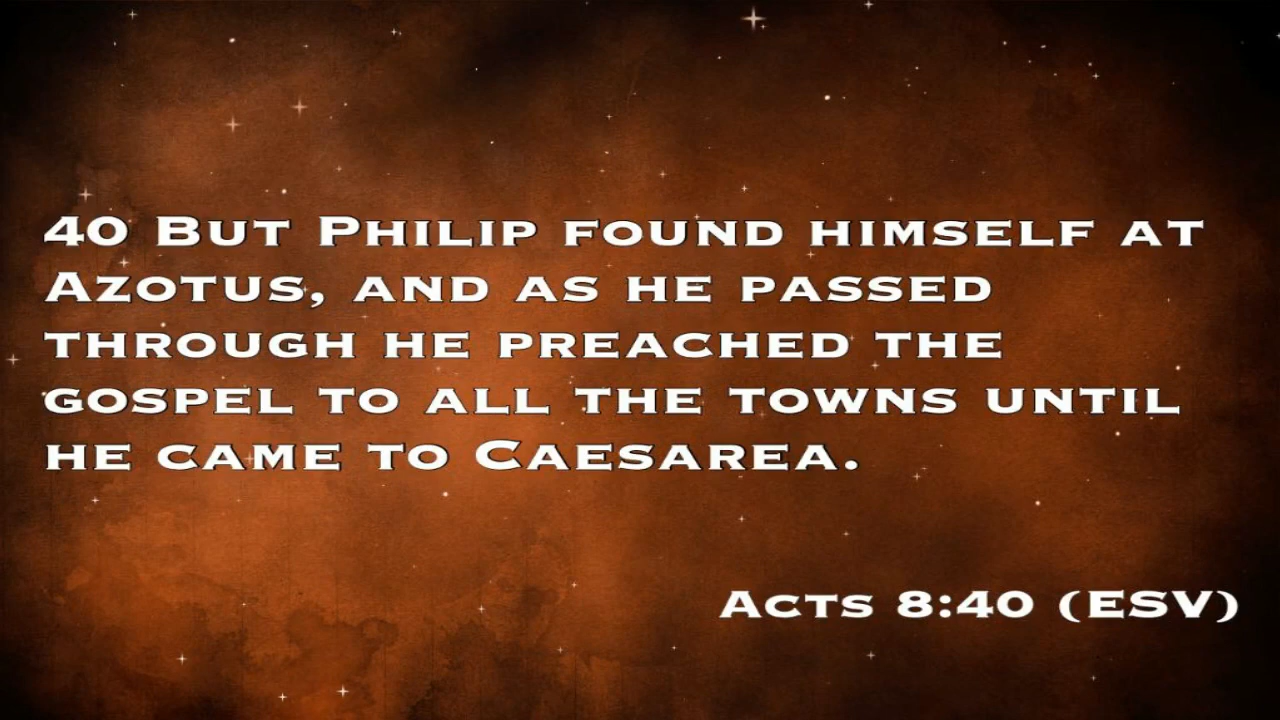 40 But Philip found himself at
Azotus, and as he passed
through he preached the
gospel to all the towns until
he came to Caesarea.
Acts 8:40 (ESV)